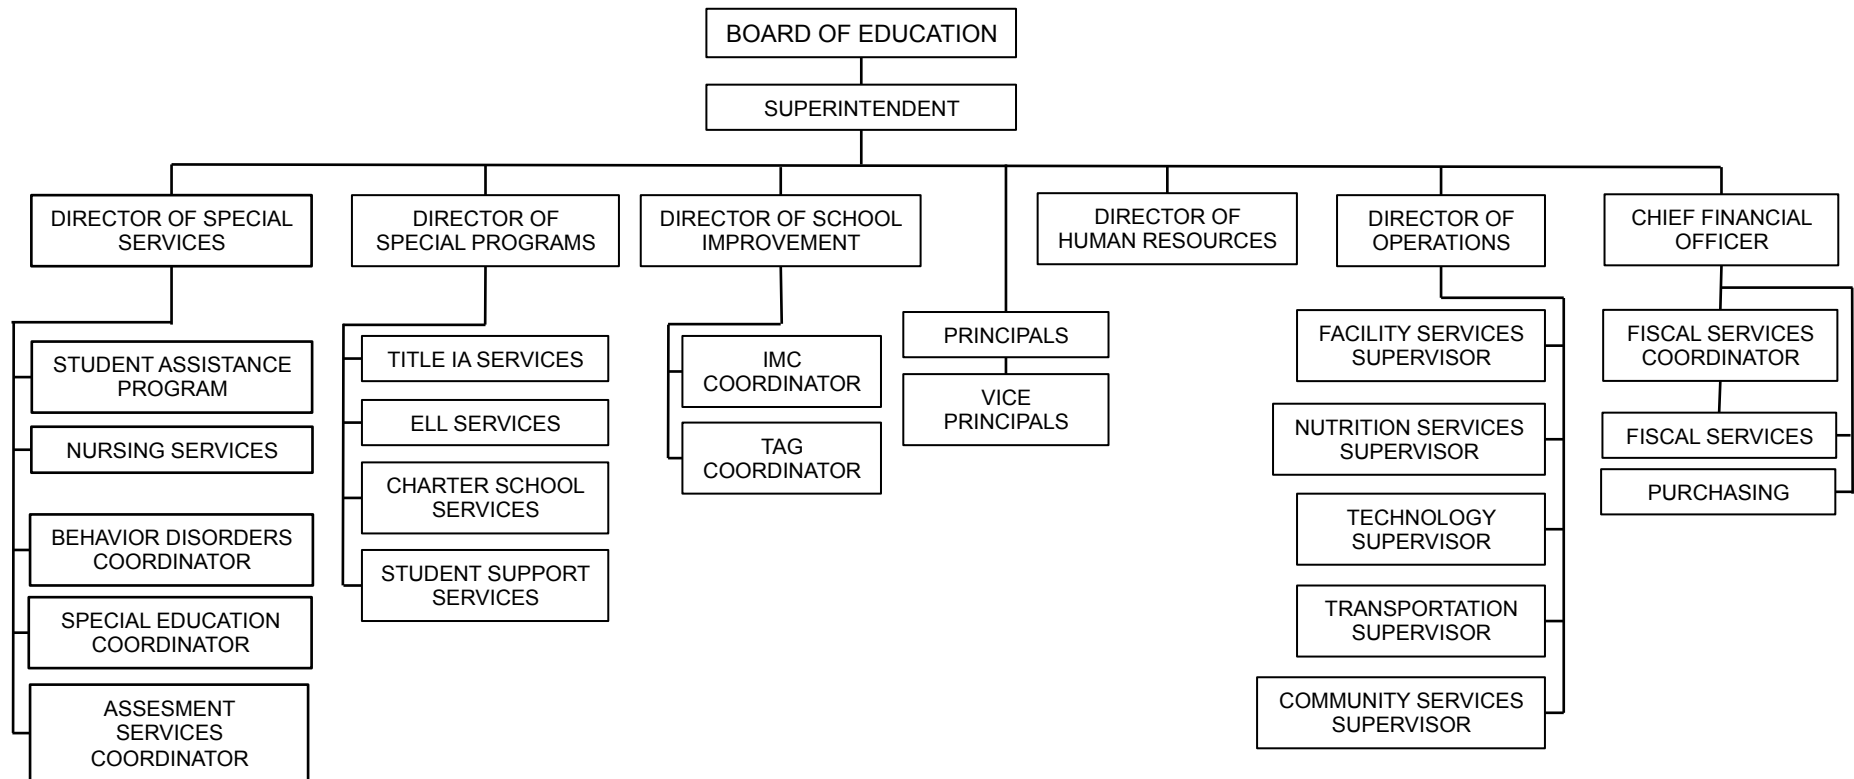 BOARD OF EDUCATION
SUPERINTENDENT
DIRECTOR OF SPECIAL
SERVICES
DIRECTOR OF
SPECIAL PROGRAMS
DIRECTOR OF SCHOOL
IMPROVEMENT
DIRECTOR OF
HUMAN RESOURCES
DIRECTOR OF
OPERATIONS
CHIEF FINANCIAL
OFFICER
STUDENT ASSISTANCE
PROGRAM
NURSING SERVICES
BEHAVIOR DISORDERS
COORDINATOR
SPECIAL EDUCATION
COORDINATOR
ASSESMENT
SERVICES
COORDINATOR
TITLE IA SERVICES
ELL SERVICES
CHARTER SCHOOL
SERVICES
STUDENT SUPPORT
SERVICES
IMC
COORDINATOR
TAG
COORDINATOR
PRINCIPALS
VICE
PRINCIPALS
FACILITY SERVICES
SUPERVISOR
NUTRITION SERVICES
SUPERVISOR
TECHNOLOGY
SUPERVISOR
TRANSPORTATION
SUPERVISOR
COMMUNITY SERVICES
SUPERVISOR
FISCAL SERVICES
COORDINATOR
FISCAL SERVICES
PURCHASING